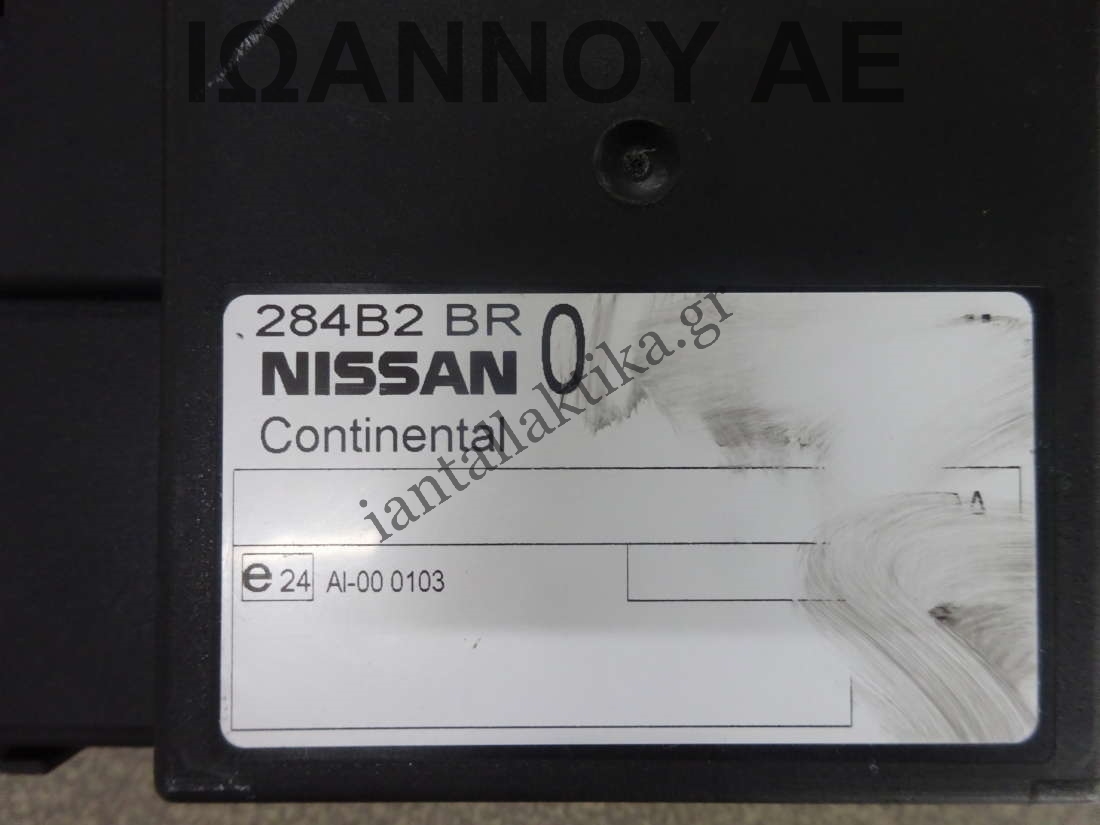 ΙΩΑΝΝΟΥ ΑΕ
284B2 BR 0
NISSAN
Continental
iantallaktika.gr
A
e 24 AI-00 0103